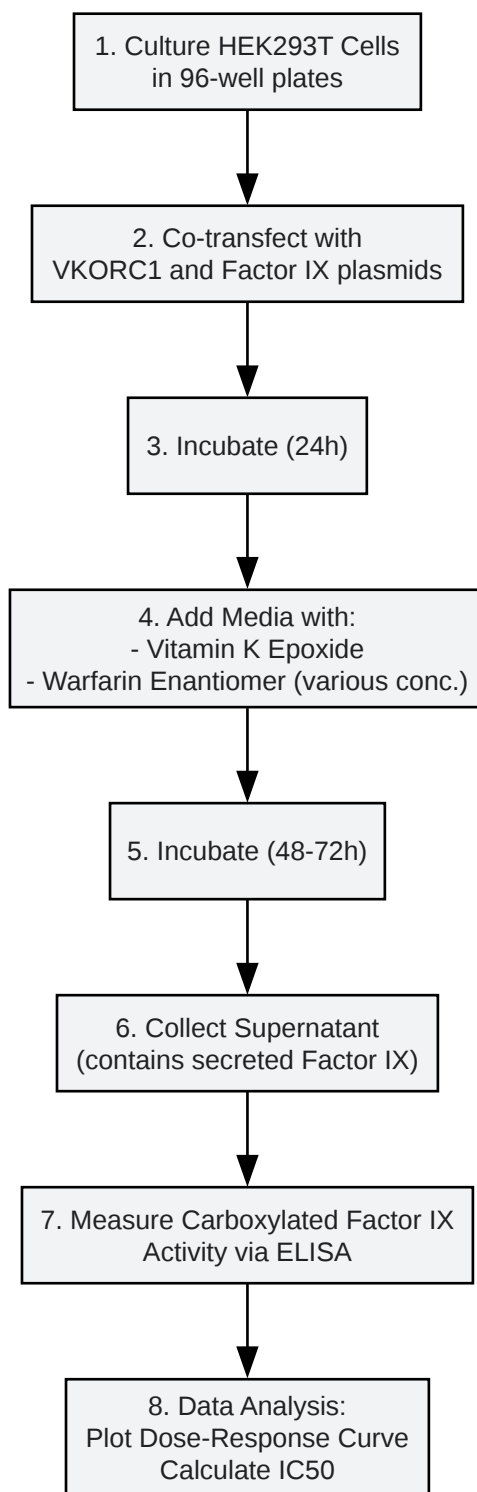 1. Culture HEK293T Cells
in 96-well plates
2. Co-transfect with
VKORC1 and Factor IX plasmids
3. Incubate (24h)
4. Add Media with:
- Vitamin K Epoxide
- Warfarin Enantiomer (various conc.)
5. Incubate (48-72h)
6. Collect Supernatant
(contains secreted Factor IX)
7. Measure Carboxylated Factor IX
Activity via ELISA
8. Data Analysis:
Plot Dose-Response Curve
Calculate IC50